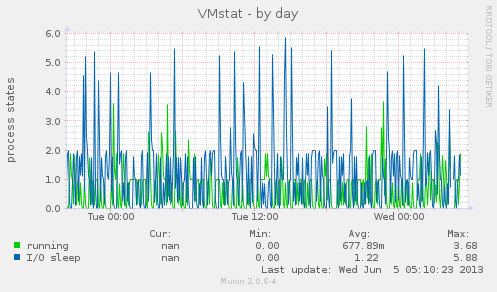 VMstat - by day
RRDTOOL / TOBI OETIKER
process states
6.0
5.0
4.0
3.0
2.0
1.0
0.0
Tue 00:00 Tue 12:00 Wed 00:00
Cur: Min: Avg: Max:
running nan 0.00 677.89m 3.68
I/O sleep nan 0.00 1.22 5.88
Last update: Wed Jun 5 05:10:23 2013
Munin 2.0.6-4